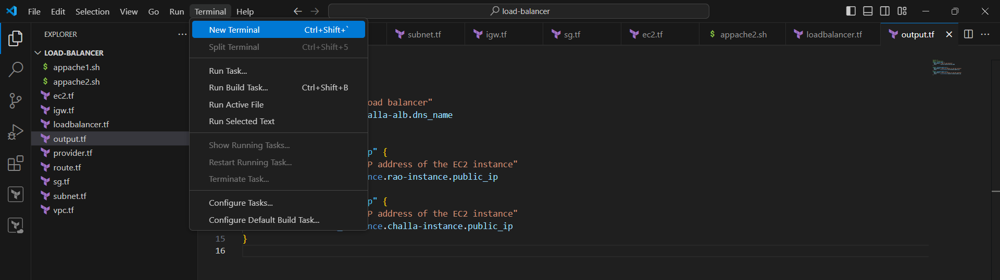 File Edit Selection View Go Run Terminal Help
load-balancer
EXPLORER
LOAD-BALANCER
$ appache1.sh
$ appache2.sh
ec2.tf
igw.tf
loadbalancer.tf
output.tf
provider.tf
route.tf
sg.tf
subnet.tf
vpc.tf
New Terminal Ctrl+Shift+`
Split Terminal Ctrl+Shift+5
Run Task...
Run Build Task... Ctrl+Shift+B
Run Active File
Run Selected Text
Show Running Tasks...
Restart Running Task...
Terminate Task...
Configure Tasks...
Configure Default Build Task...
subnet.tf igw.tf sg.tf ec2.tf $ appache2.sh loadbalancer.tf output.tf
oad balancer"
alla-alb.dns_name
p" {
P address of the EC2 instance"
nce.rao-instance.public_ip
p" {
P address of the EC2 instance"
nce.challa-instance.public_ip
15 }
16